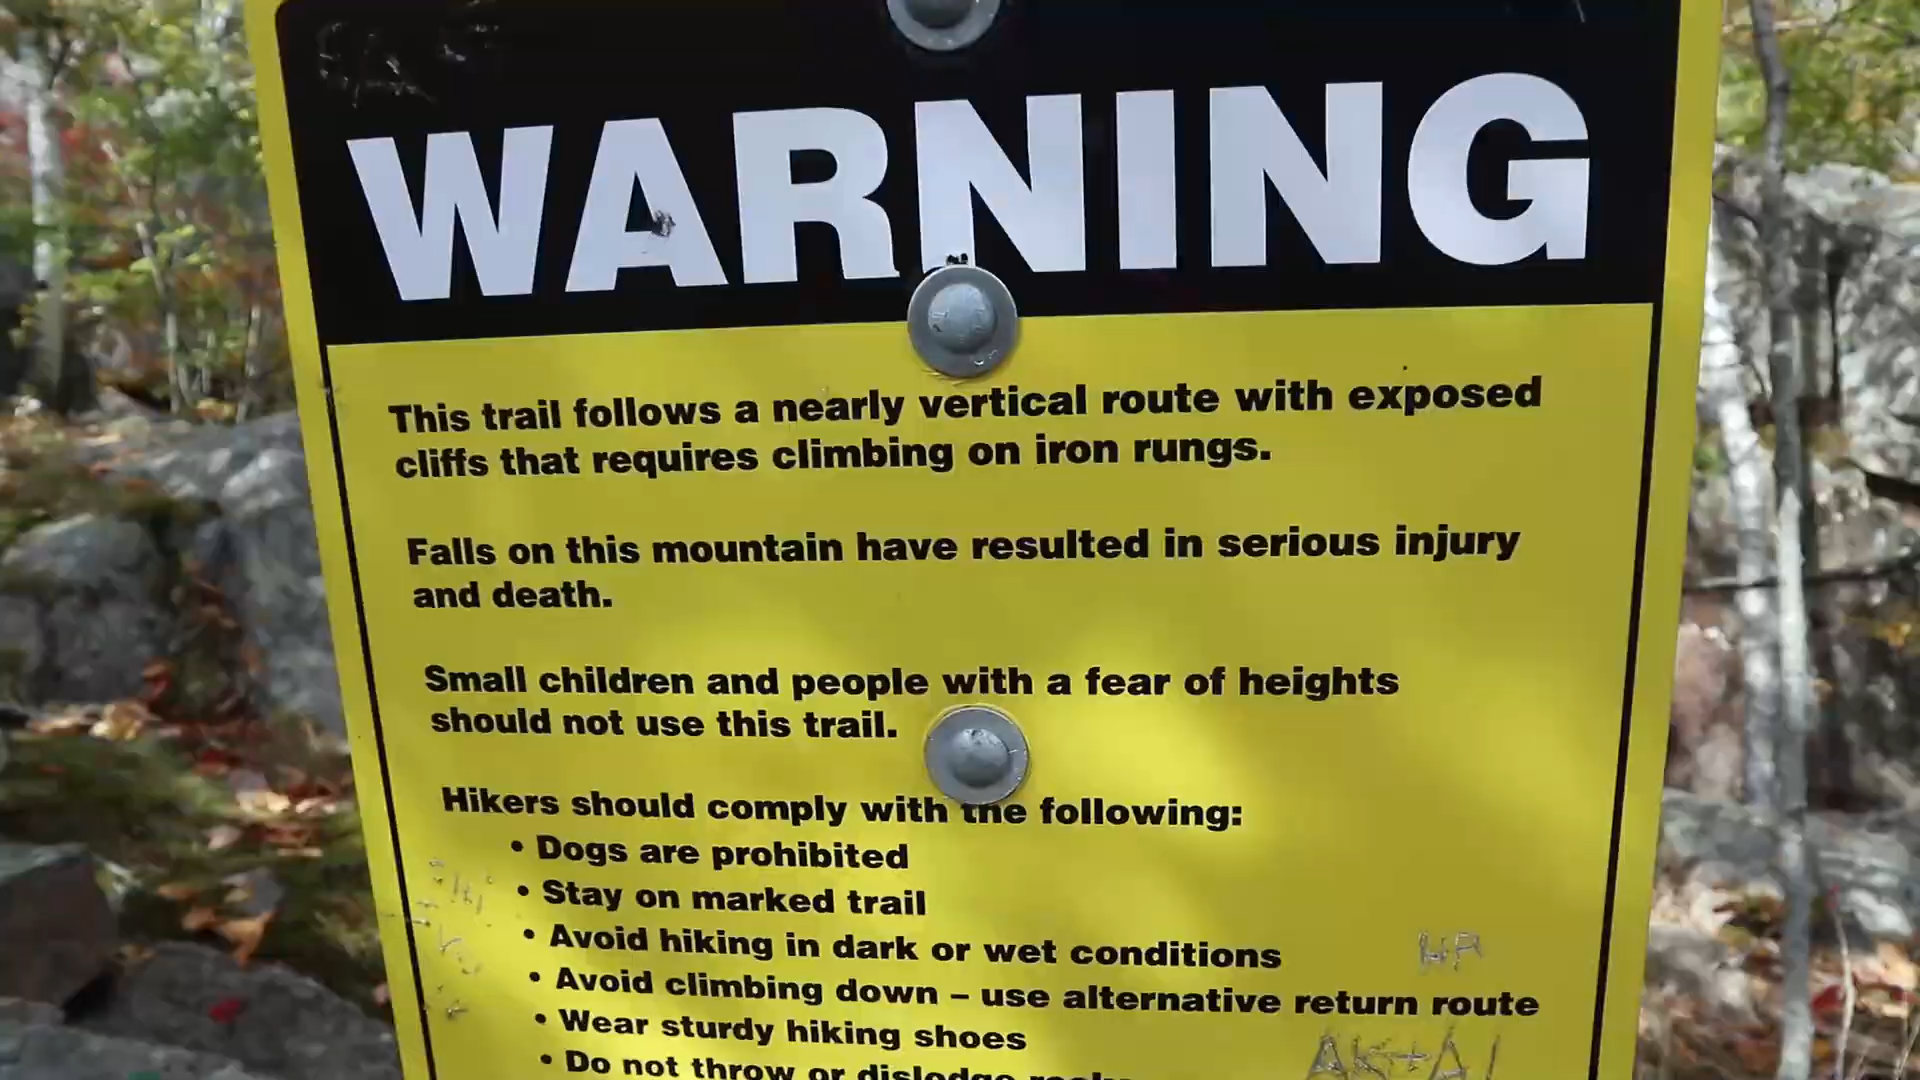 WARNING
This trail follows a nearly vertical route with exposed
cliffs that requires climbing on iron rungs.
Falls on this mountain have resulted in serious injury
and death.
Small children and people with a fear of heights
should not use this trail.
Hikers should comply with the following:
• Dogs are prohibited
• Stay on marked trail
• Avoid hiking in dark or wet conditions
• Avoid climbing down – use alternative return route
• Wear sturdy hiking shoes
• Do not throw or dislodge rocks